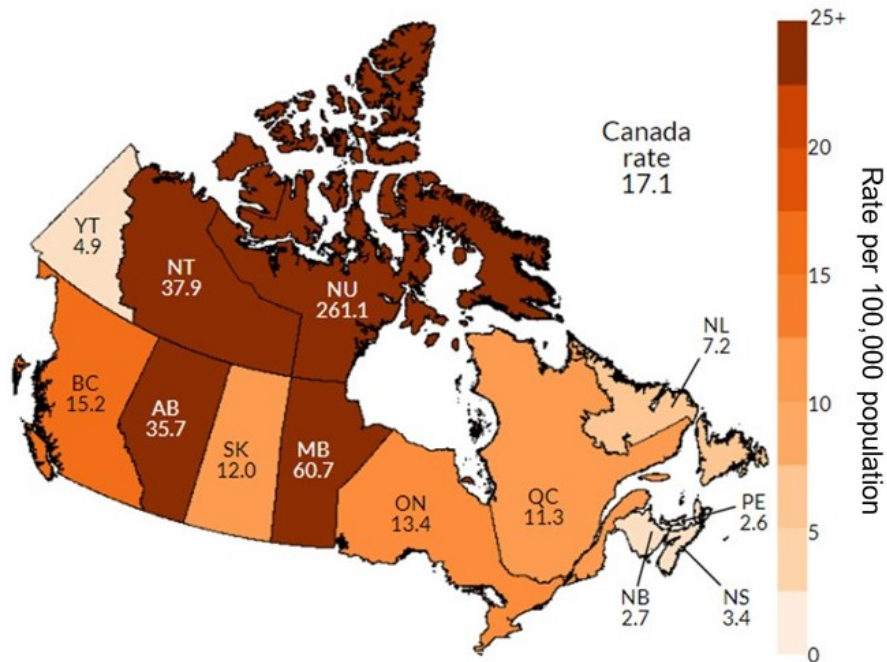 25+
20
15
10
5
0
Rate per 100,000 population
Canada
rate
17.1
YT
4.9
NT
37.9
NU
261.1
NL
7.2
BC
15.2
AB
35.7
SK
12.0
MB
60.7
ON
13.4
QC
11.3
PE
2.6
NB
2.7
NS
3.4